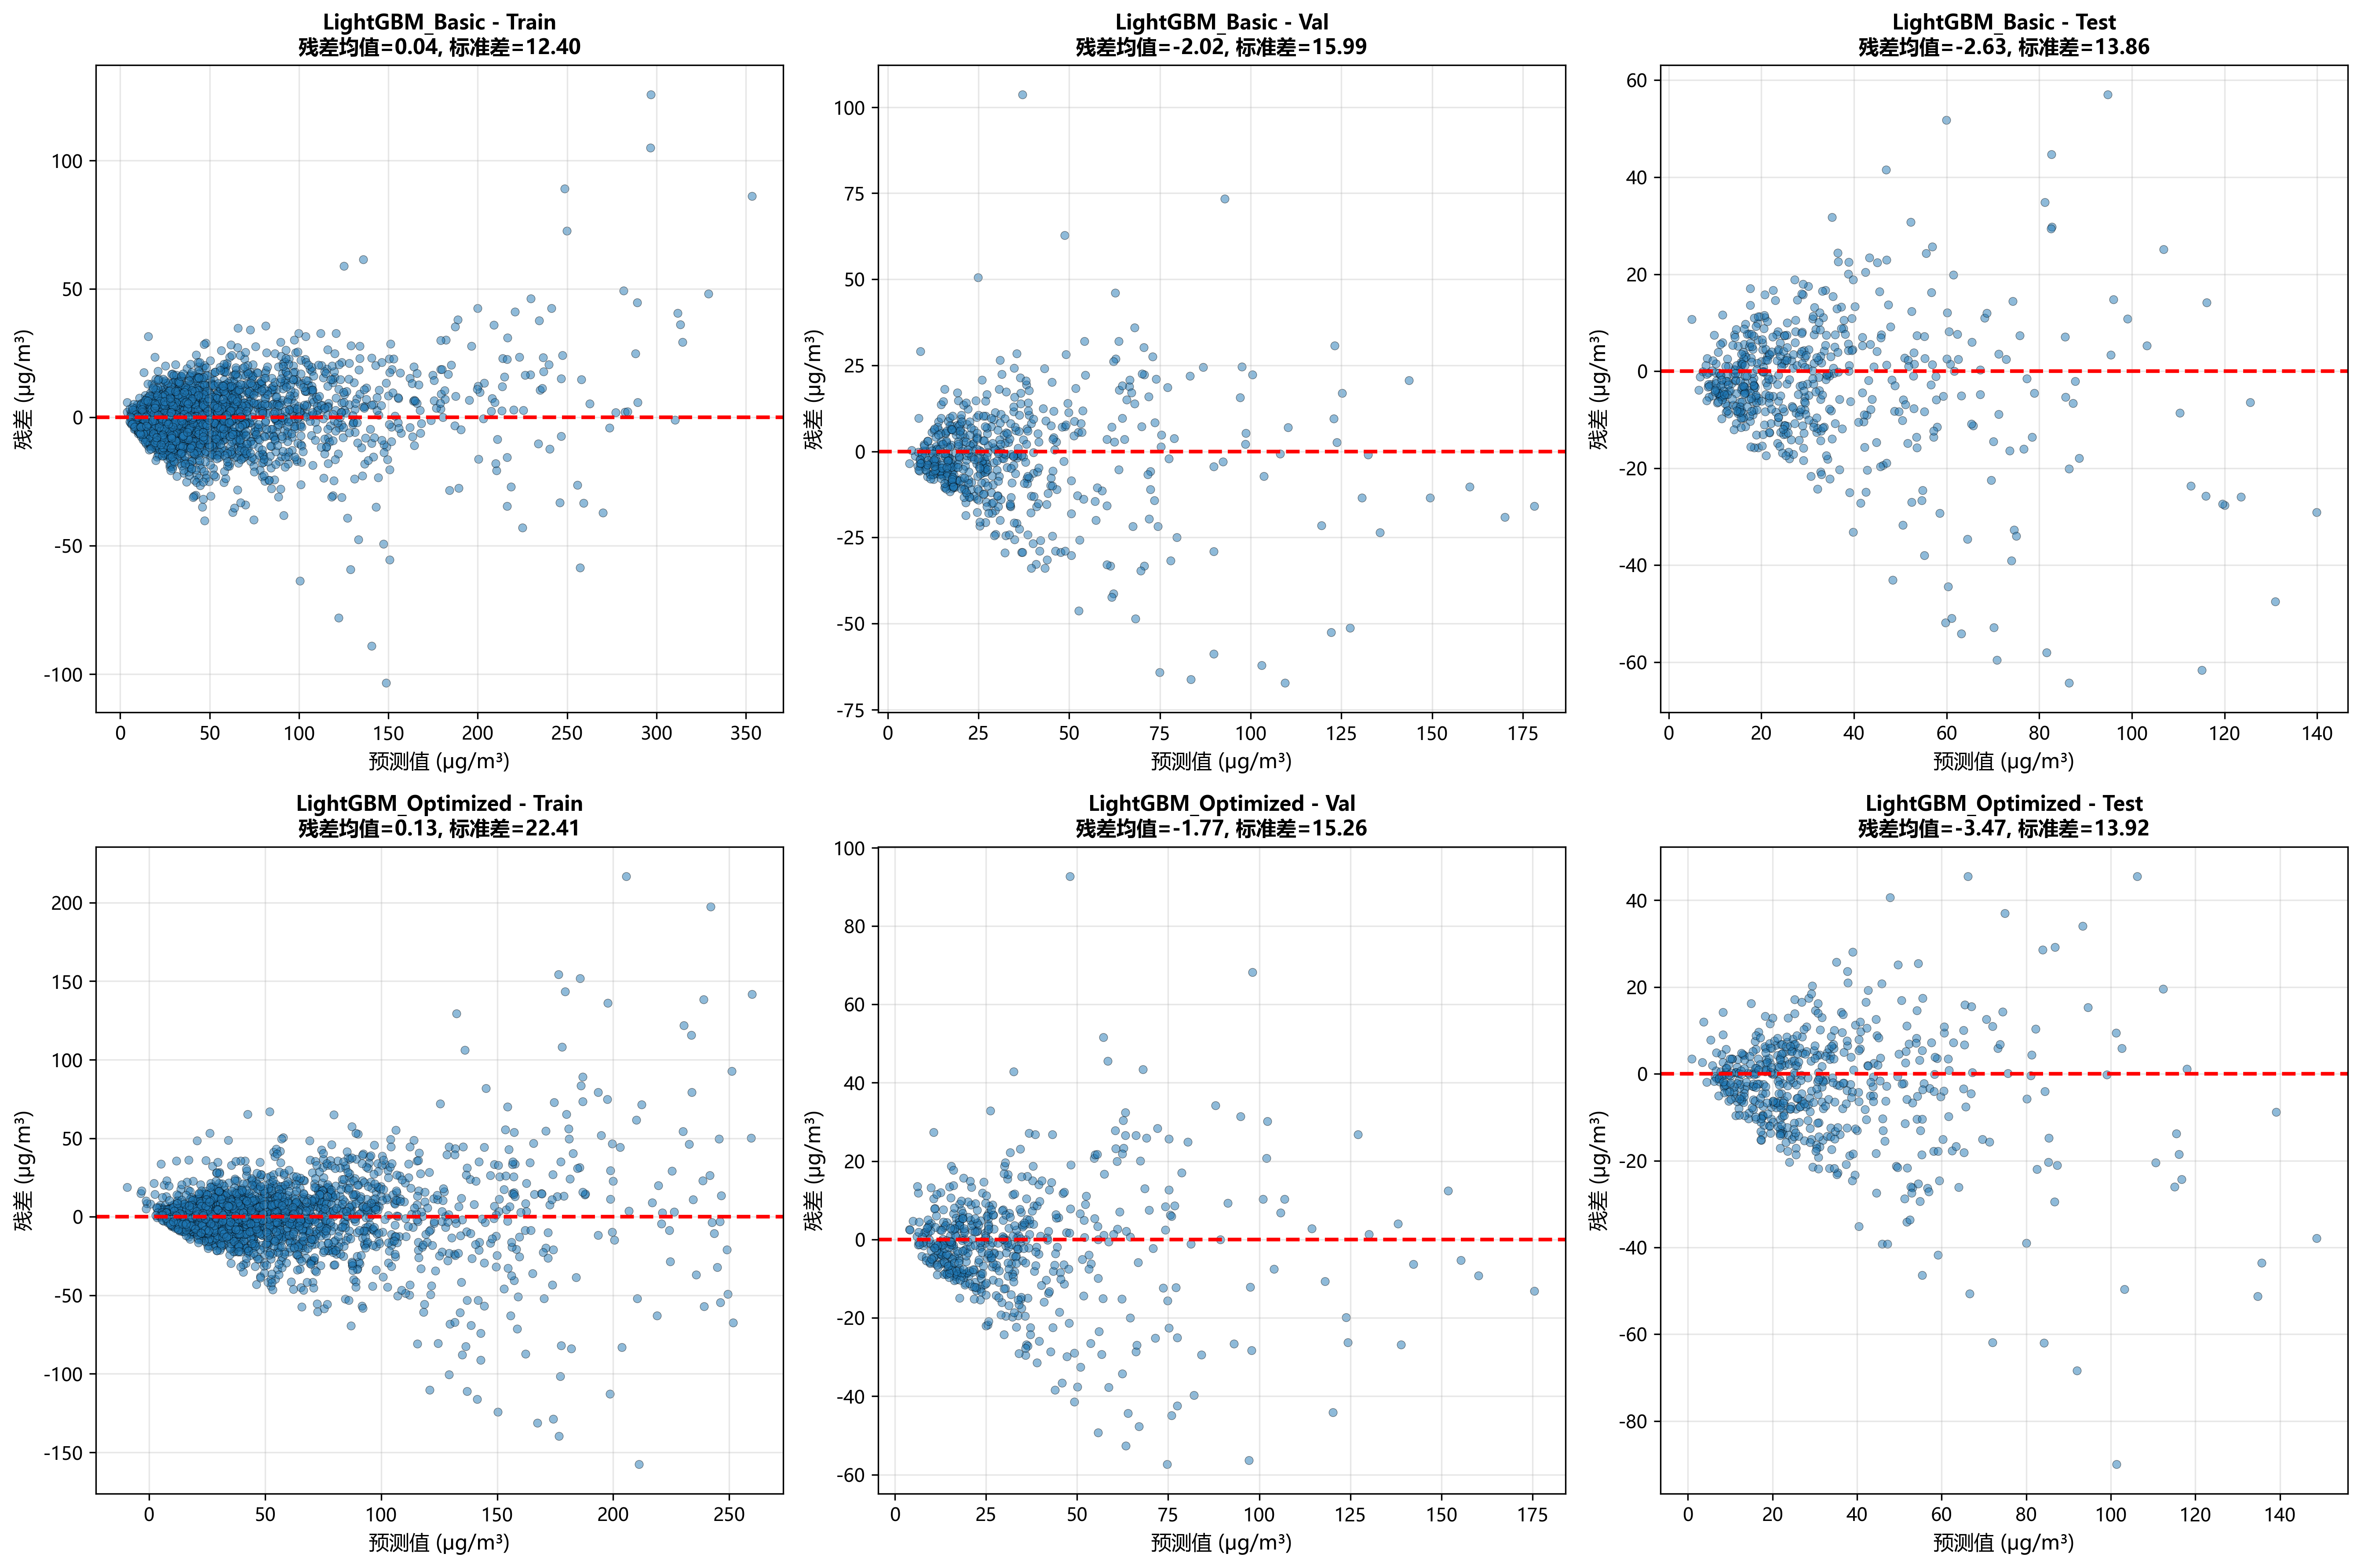 LightGBM_Basic - Train
残差均值=0.04, 标准差=12.40
残差 (μg/m³)
100
50
0
-50
-100
0 50 100 150 200 250 300 350
预测值 (μg/m³)
LightGBM_Basic - Val
残差均值=-2.02, 标准差=15.99
残差 (μg/m³)
100
75
50
25
0
-25
-50
-75
0 25 50 75 100 125 150 175
预测值 (μg/m³)
LightGBM_Basic - Test
残差均值=-2.63, 标准差=13.86
残差 (μg/m³)
60
40
20
0
-20
-40
-60
0 20 40 60 80 100 120 140
预测值 (μg/m³)
LightGBM_Optimized - Train
残差均值=0.13, 标准差=22.41
残差 (μg/m³)
200
150
100
50
0
-50
-100
-150
0 50 100 150 200 250
预测值 (μg/m³)
LightGBM_Optimized - Val
残差均值=-1.77, 标准差=15.26
残差 (μg/m³)
100
80
60
40
20
0
-20
-40
-60
0 25 50 75 100 125 150 175
预测值 (μg/m³)
LightGBM_Optimized - Test
残差均值=-3.47, 标准差=13.92
残差 (μg/m³)
40
20
0
-20
-40
-60
-80
0 20 40 60 80 100 120 140
预测值 (μg/m³)